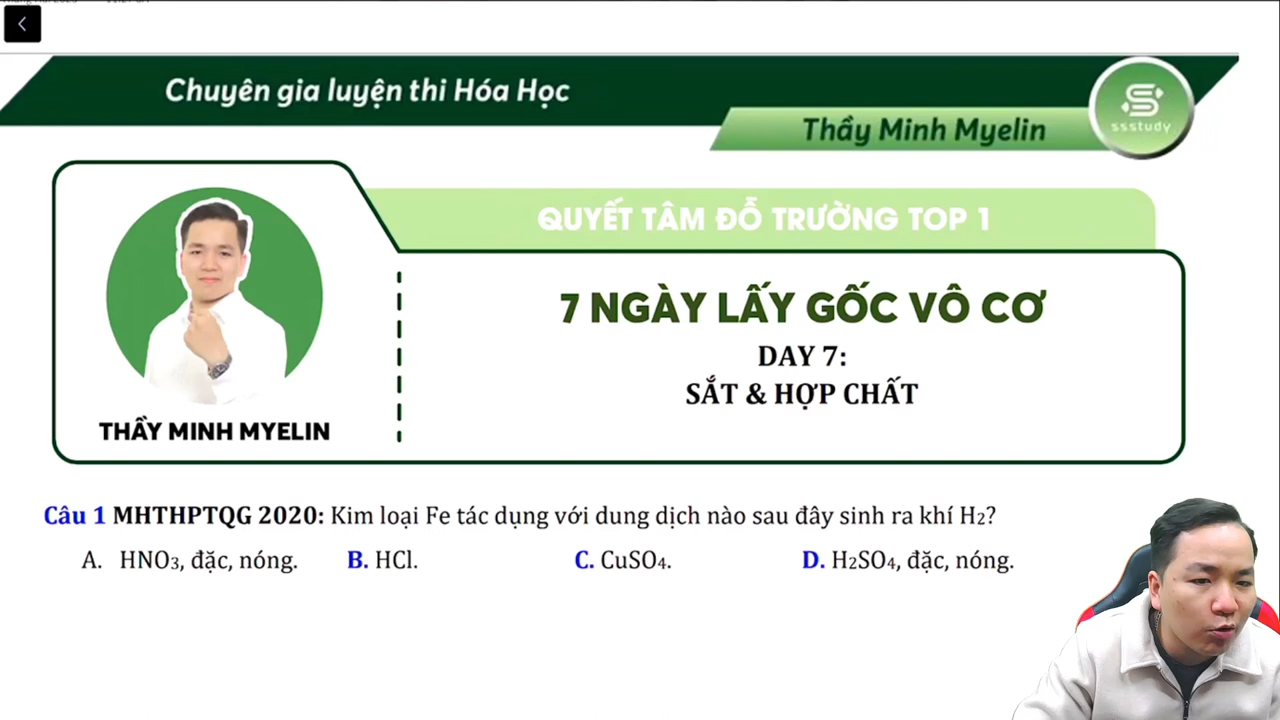 Chuyên gia luyện thi Hóa Học
Thầy Minh Myelin
ssstudy
QUYẾT TÂM ĐỖ TRƯỜNG TOP 1
7 NGÀY LẤY GỐC VÔ CƠ
DAY 7:
SẮT & HỢP CHẤT
THẦY MINH MYELIN
Câu 1 MHTHPTQG 2020: Kim loại Fe tác dụng với dung dịch nào sau đây sinh ra khí H₂?
A. HNO₃, đặc, nóng. B. HCl. C. CuSO₄. D. H₂SO₄, đặc, nóng.